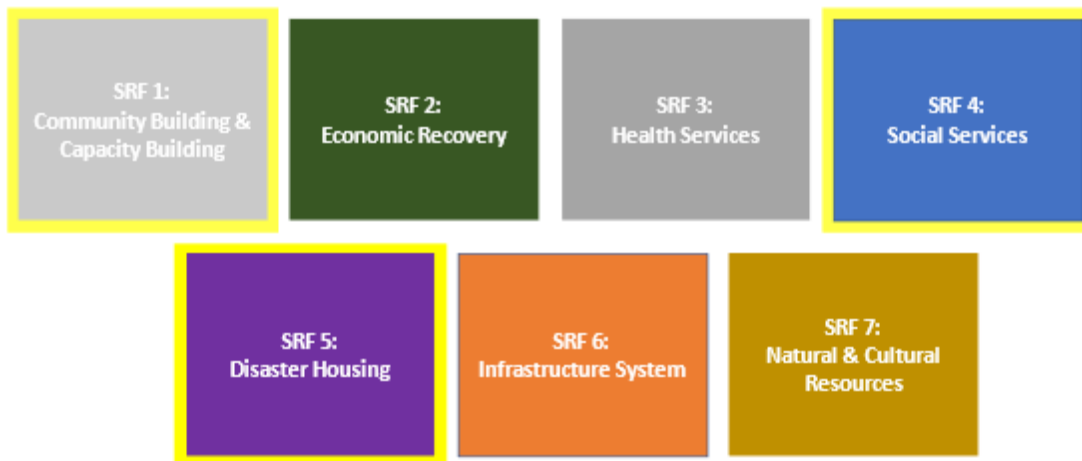 SRF 1:
Community Building &
Capacity Building
SRF 2:
Economic Recovery
SRF 3:
Health Services
SRF 4:
Social Services
SRF 5:
Disaster Housing
SRF 6:
Infrastructure System
SRF 7:
Natural & Cultural
Resources